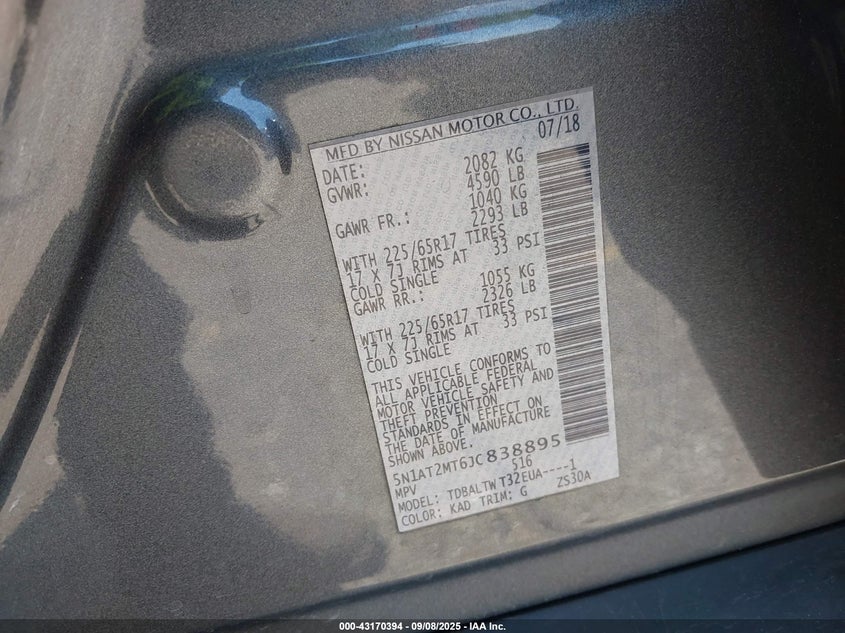 MFD BY NISSAN MOTOR CO., LTD.
DATE: 07/18
GVWR: 2082 KG
4590 LB
GAWR FR.: 1040 KG
2293 LB
WITH 225/65R17 TIRES
17 X 7J RIMS AT 33 PSI
COLD SINGLE
GAWR RR.: 1055 KG
2326 LB
WITH 225/65R17 TIRES
17 X 7J RIMS AT 33 PSI
COLD SINGLE
THIS VEHICLE CONFORMS TO
ALL APPLICABLE FEDERAL
MOTOR VEHICLE SAFETY AND
THEFT PREVENTION
STANDARDS IN EFFECT ON
THE DATE OF MANUFACTURE
SHOWN ABOVE.
5N1AT2MT6JC838895
MPV 516
MODEL: TDBALTW T32EUA----1
COLOR: KAD TRIM: G ZS30A
000-43170394 - 09/08/2025 - IAA Inc.